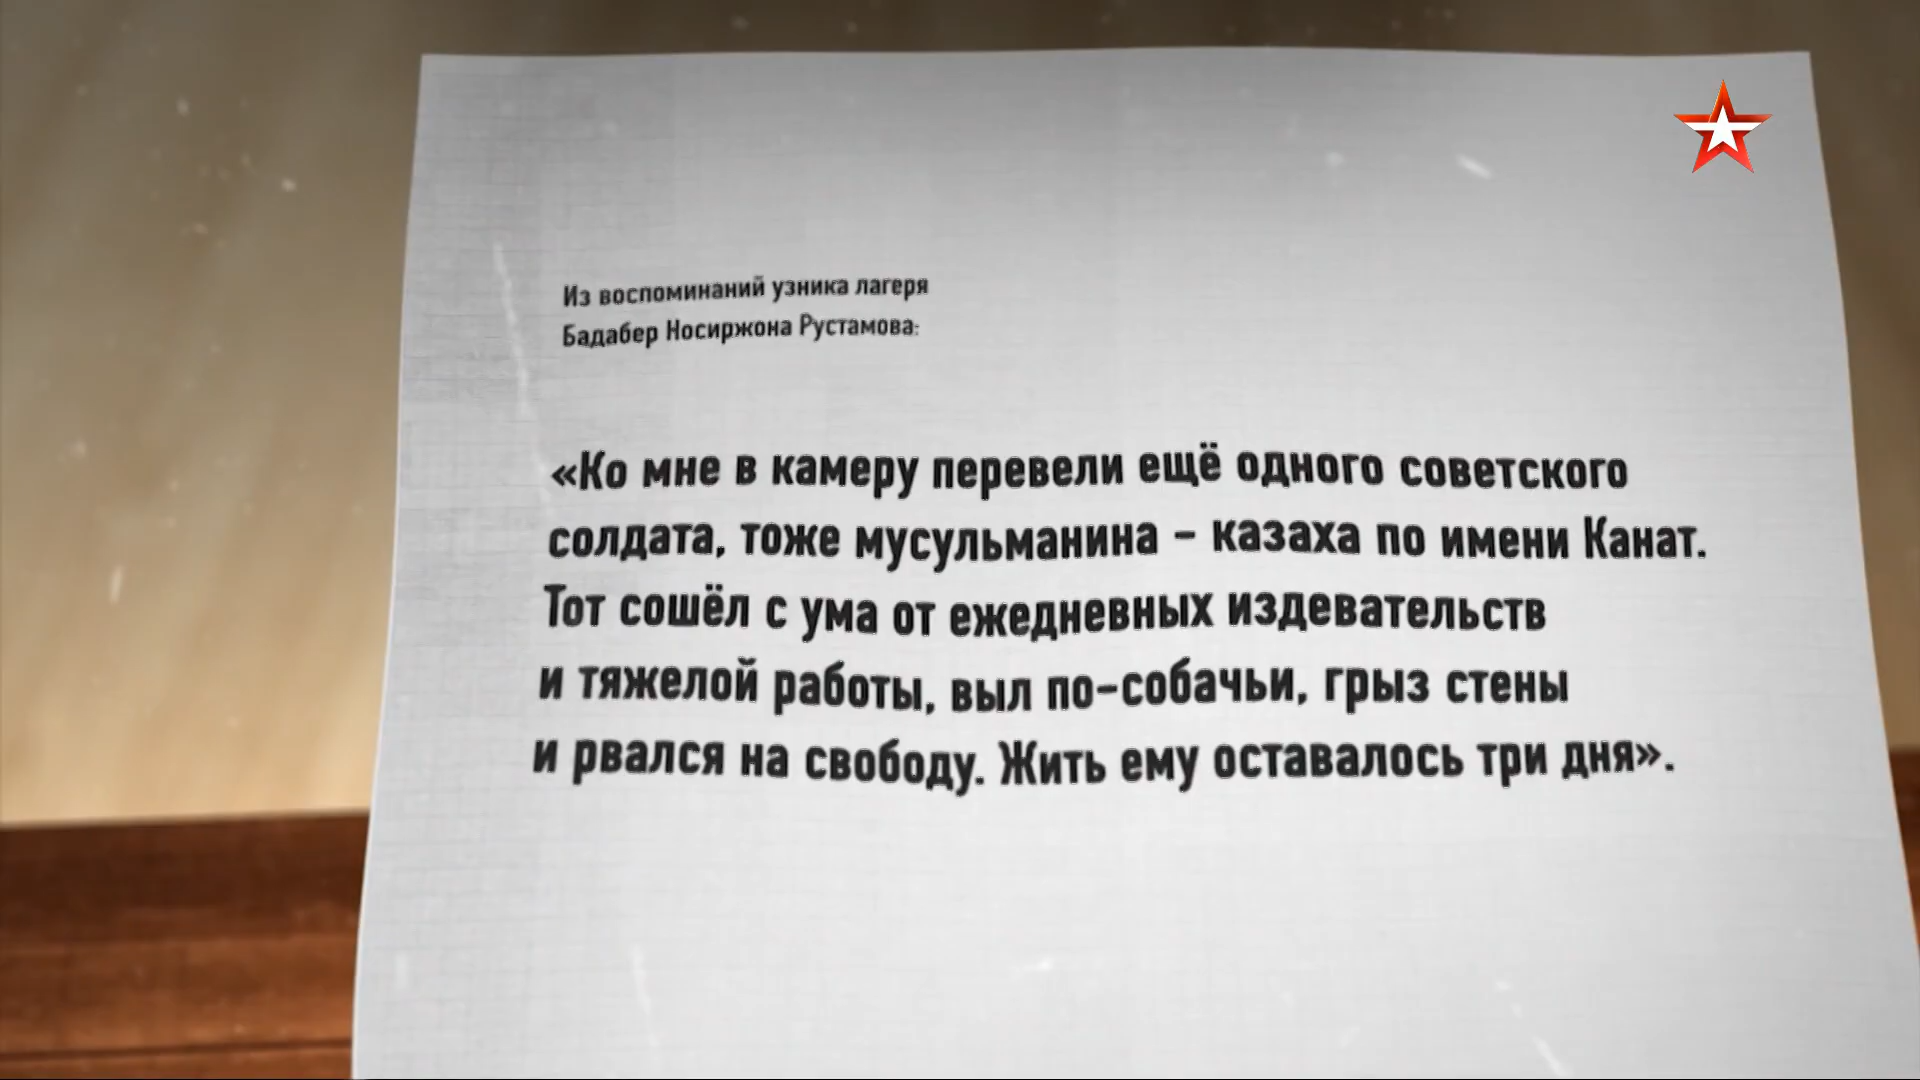 Из воспоминаний узника лагеря
Бадабер Носиржона Рустамова:
«Ко мне в камеру перевели ещё одного советского
солдата, тоже мусульманина – казаха по имени Канат.
Тот сошёл с ума от ежедневных издевательств
и тяжелой работы, выл по-собачьи, грыз стены
и рвался на свободу. Жить ему оставалось три дня».